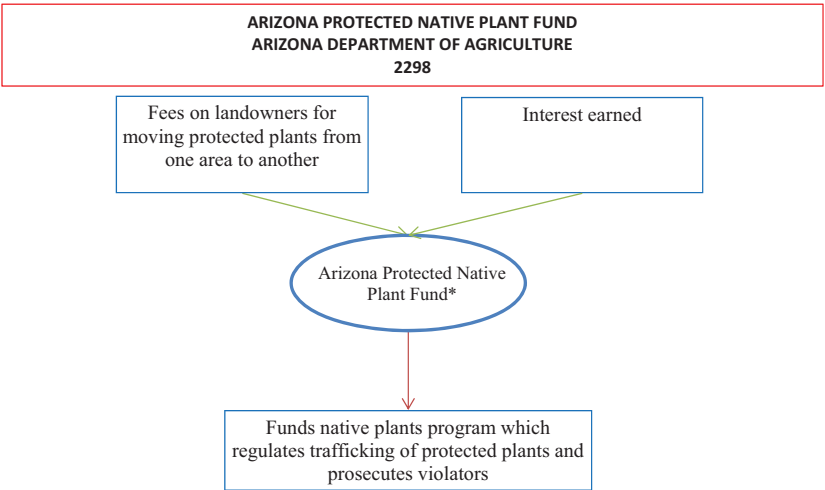 ARIZONA PROTECTED NATIVE PLANT FUND
ARIZONA DEPARTMENT OF AGRICULTURE
2298
Fees on landowners for
moving protected plants from
one area to another
Interest earned
Arizona Protected Native
Plant Fund*
Funds native plants program which
regulates trafficking of protected plants and
prosecutes violators